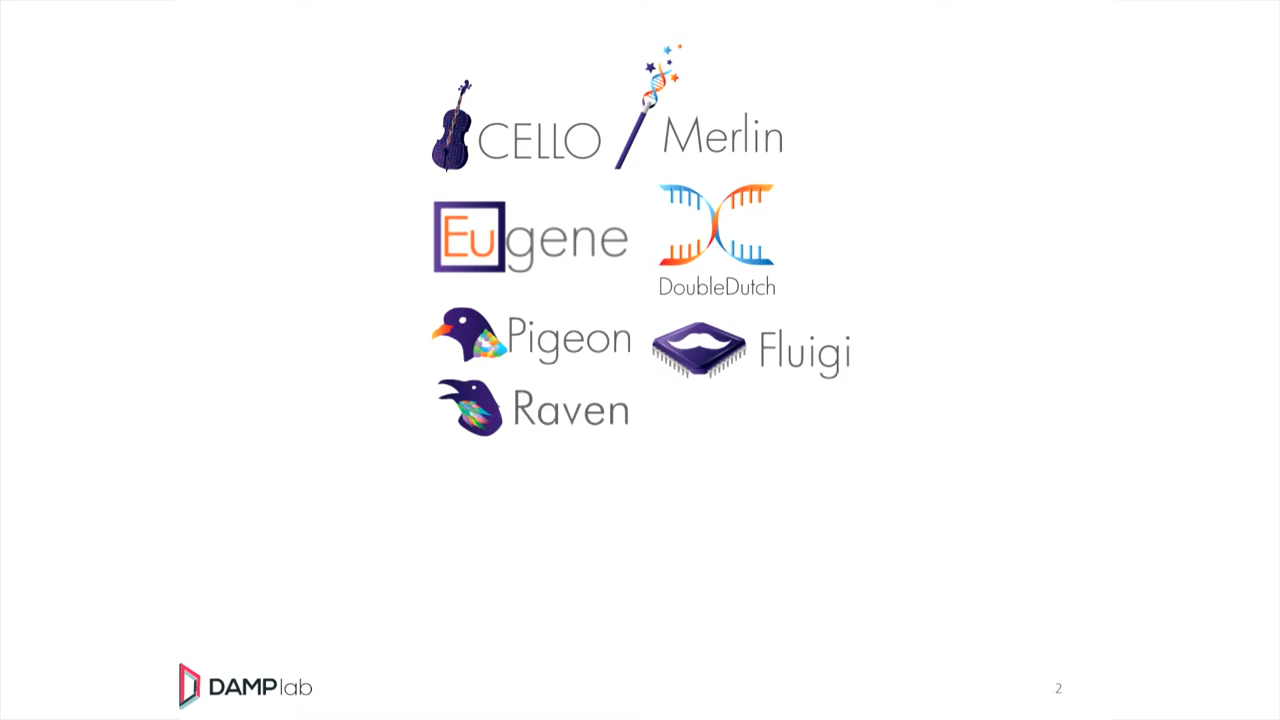 CELLO
Merlin
Eugene
DoubleDutch
Pigeon
Fluigi
Raven
DAMPlab
2